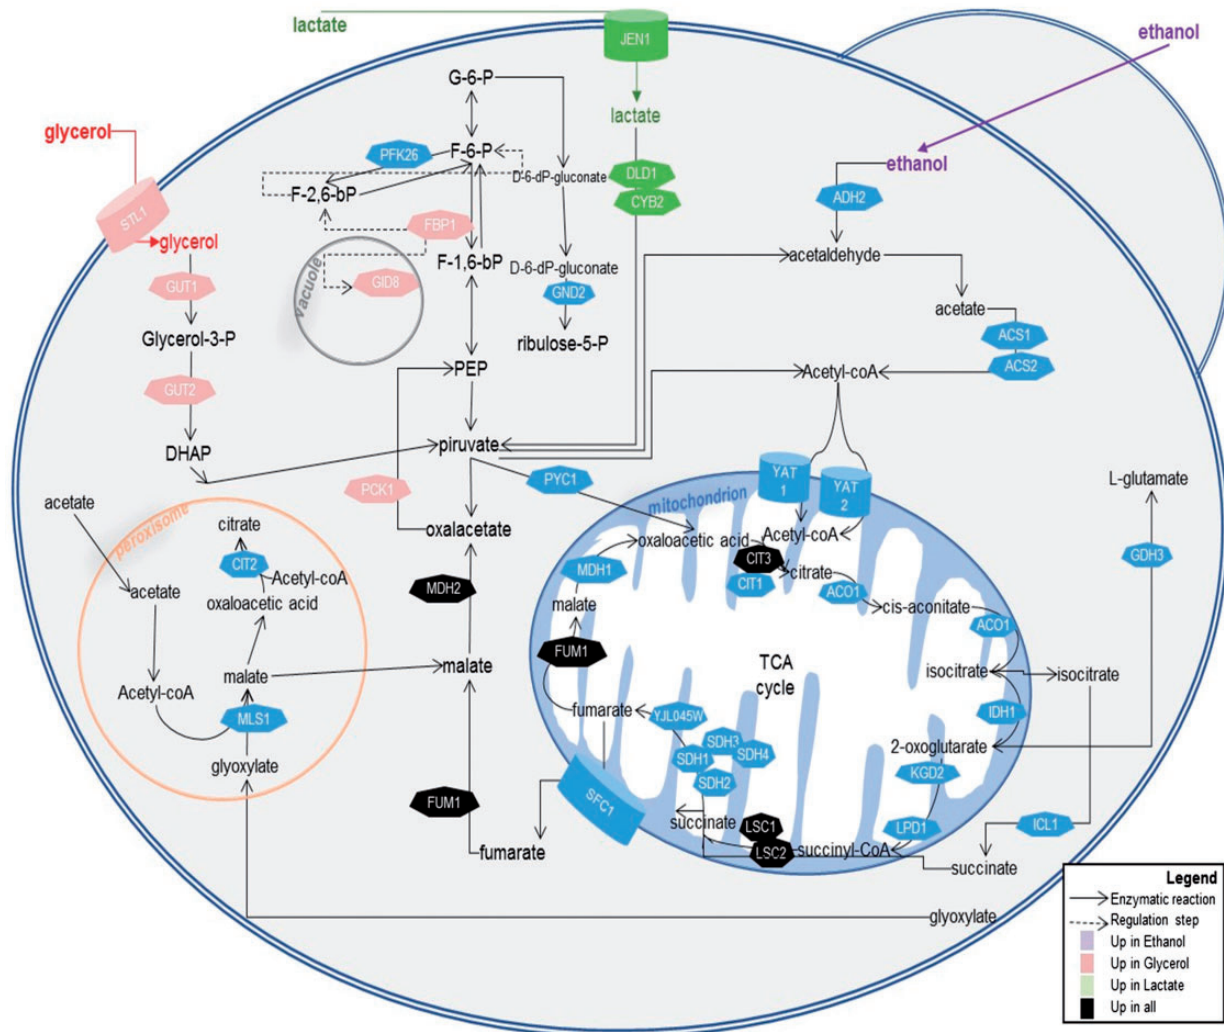 lactate
JEN1
ethanol
G-6-P
lactate
glycerol
PFK26
F-6-P
ethanol
D-6-dP-gluconate
DLD1
F-2,6-bP
ADH2
CYB2
STL1
FBP1
glycerol
acetaldehyde
F-1,6-bP
D-6-dP-gluconate
vacuole
GID8
GUT1
GND2
acetate
Glycerol-3-P
ribulose-5-P
ACS1
PEP
Acetyl-coA
ACS2
GUT2
DHAP
piruvate
YAT
1
YAT
2
PYC1
L-glutamate
PCK1
mitochondrion
acetate
peroxisome
citrate
oxalacetate
oxaloacetic acid
Acetyl-coA
CIT2
Acetyl-coA
CIT3
GDH3
MDH1
citrate
CIT1
acetate
MDH2
ACO1
oxaloacetic acid
malate
cis-aconitate
ACO1
FUM1
TCA
cycle
malate
malate
isocitrate
isocitrate
Acetyl-coA
fumarate
YJL045W
IDH1
MLS1
SDH3
SDH4
SDH1
2-oxoglutarate
glyoxylate
SDH2
KGD2
SFC1
FUM1
succinate
LSC1
LPD1
ICL1
fumarate
LSC2
succinyl-CoA
succinate
glyoxylate
Legend
Enzymatic reaction
Regulation step
Up in Ethanol
Up in Glycerol
Up in Lactate
Up in all